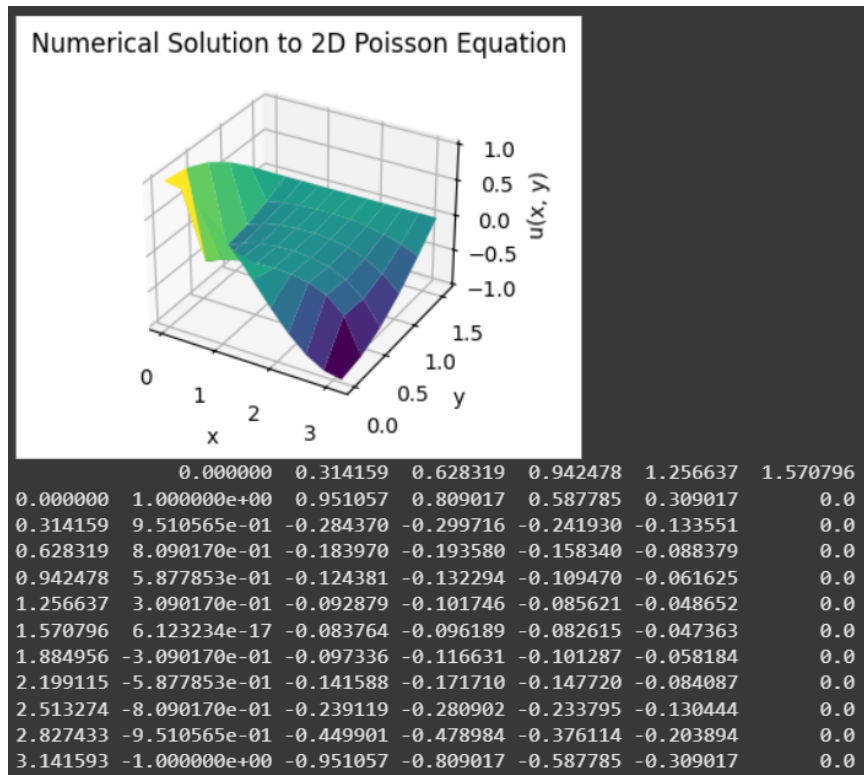 Numerical Solution to 2D Poisson Equation
1.0
0.5
0.0
−0.5
−1.0
u(x, y)
0
1
2
3
x
0.0
0.5
1.0
1.5
y
0.000000 0.314159 0.628319 0.942478 1.256637 1.570796
0.000000 1.000000e+00 0.951057 0.809017 0.587785 0.309017 0.0
0.314159 9.510565e-01 -0.284370 -0.299716 -0.241930 -0.133551 0.0
0.628319 8.090170e-01 -0.183970 -0.193580 -0.158340 -0.088379 0.0
0.942478 5.877853e-01 -0.124381 -0.132294 -0.109470 -0.061625 0.0
1.256637 3.090170e-01 -0.092879 -0.101746 -0.085621 -0.048652 0.0
1.570796 6.123234e-17 -0.083764 -0.096189 -0.082615 -0.047363 0.0
1.884956 -3.090170e-01 -0.097336 -0.116631 -0.101287 -0.058184 0.0
2.199115 -5.877853e-01 -0.141588 -0.171710 -0.147720 -0.084087 0.0
2.513274 -8.090170e-01 -0.239119 -0.280902 -0.233795 -0.130444 0.0
2.827433 -9.510565e-01 -0.449901 -0.478984 -0.376114 -0.203894 0.0
3.141593 -1.000000e+00 -0.951057 -0.809017 -0.587785 -0.309017 0.0